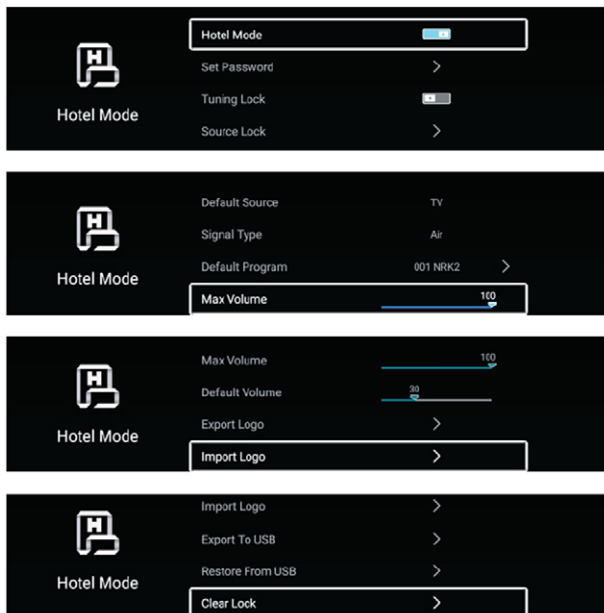 Hotel Mode
Hotel Mode
Set Password
Tuning Lock
Source Lock
Hotel Mode
Default Source TV
Signal Type Air
Default Program 001 NRK2
Max Volume 100
Hotel Mode
Max Volume 100
Default Volume 30
Export Logo
Import Logo
Hotel Mode
Import Logo
Export To USB
Restore From USB
Clear Lock